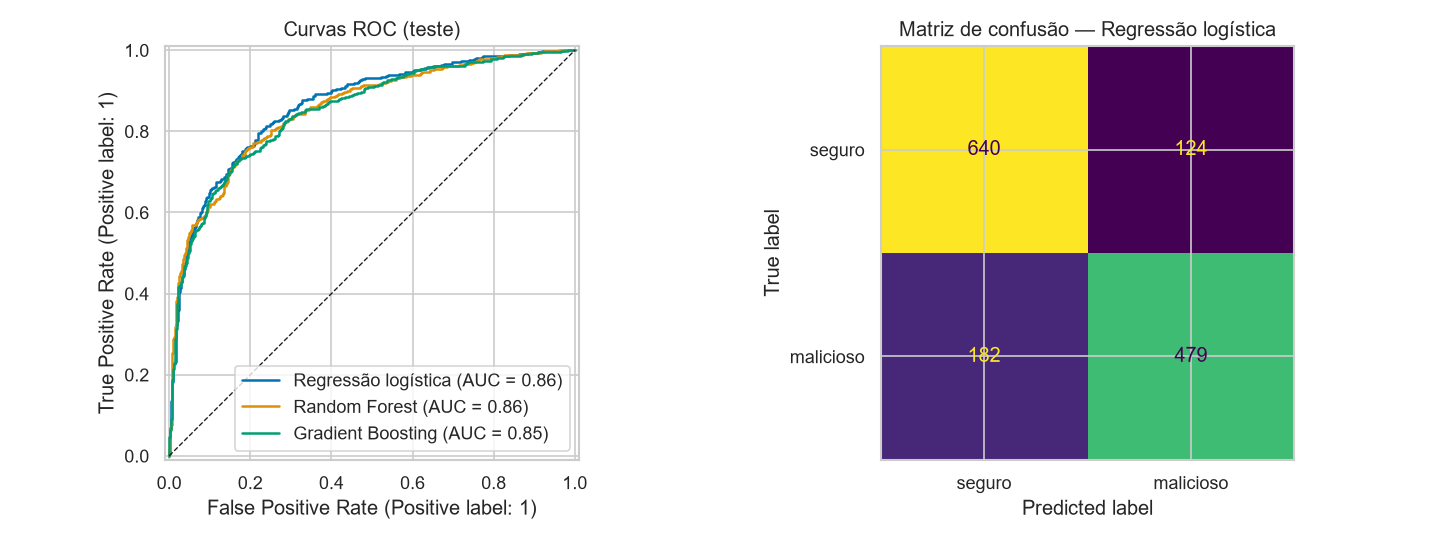 Curvas ROC (teste)
1.0
0.8
0.6
0.4
0.2
0.0
True Positive Rate (Positive label: 1)
Regressão logística (AUC = 0.86)
Random Forest (AUC = 0.86)
Gradient Boosting (AUC = 0.85)
0.0 0.2 0.4 0.6 0.8 1.0
False Positive Rate (Positive label: 1)
Matriz de confusão — Regressão logística
True label
seguro 640 124
malicioso 182 479
seguro malicioso
Predicted label